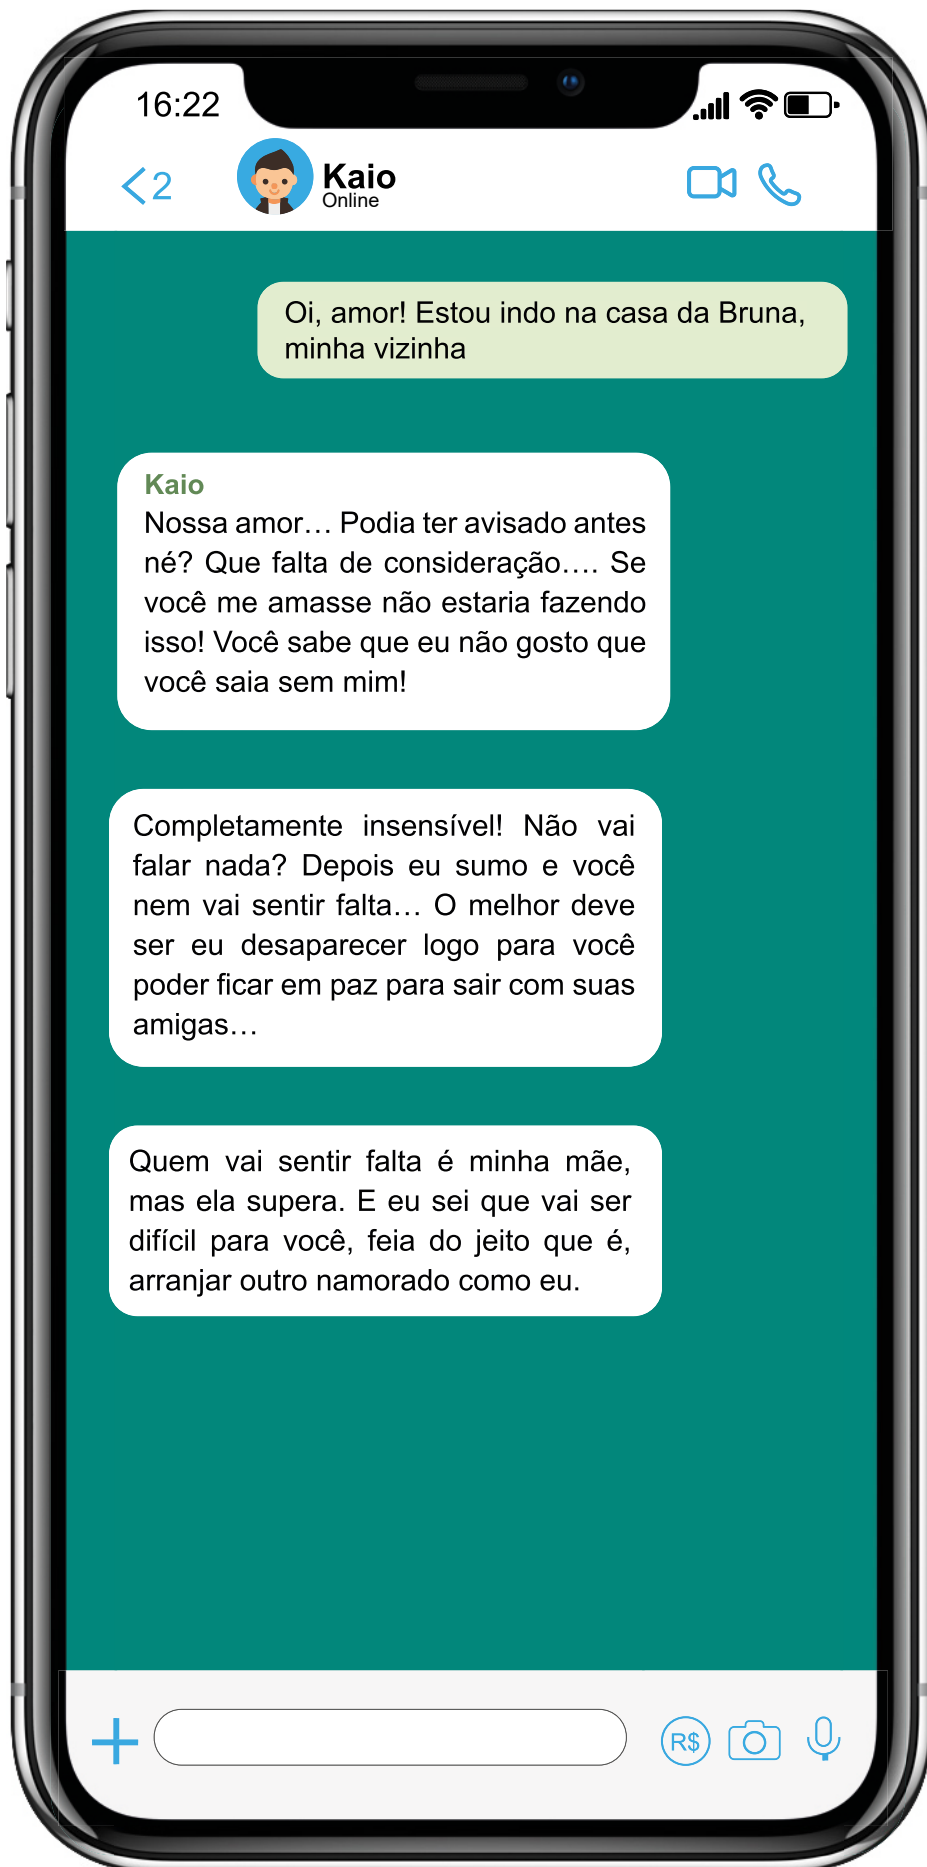 16:22
2
Kaio
Online
Oi, amor! Estou indo na casa da Bruna,
minha vizinha
Kaio
Nossa amor… Podia ter avisado antes
né? Que falta de consideração…. Se
você me amasse não estaria fazendo
isso! Você sabe que eu não gosto que
você saia sem mim!
Completamente insensível! Não vai
falar nada? Depois eu sumo e você
nem vai sentir falta… O melhor deve
ser eu desaparecer logo para você
poder ficar em paz para sair com suas
amigas…
Quem vai sentir falta é minha mãe,
mas ela supera. E eu sei que vai ser
difícil para você, feia do jeito que é,
arranjar outro namorado como eu.
R$